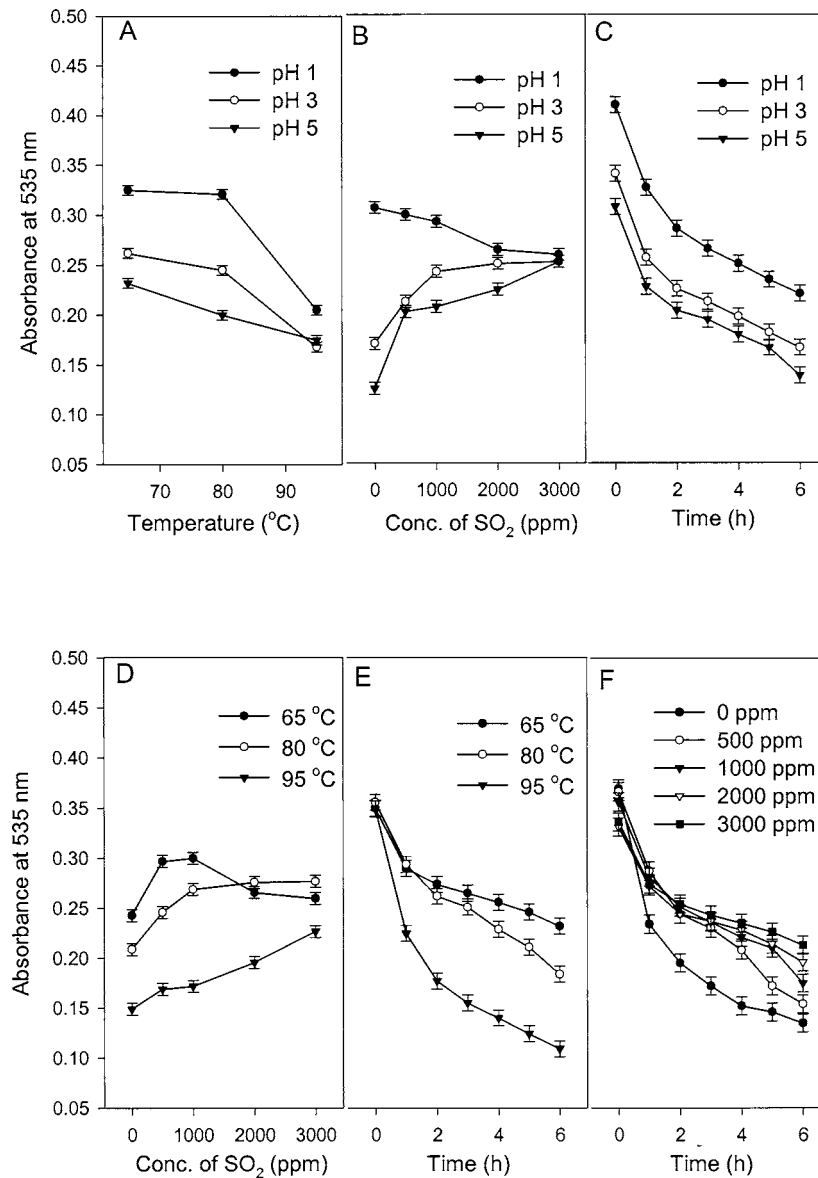 A
B
C
pH 1
pH 3
pH 5
pH 1
pH 3
pH 5
pH 1
pH 3
pH 5
Absorbance at 535 nm
0.50
0.45
0.40
0.35
0.30
0.25
0.20
0.15
0.10
0.05
70 80 90
0 1000 2000 3000
0 2 4 6
Temperature (°C)
Conc. of SO₂ (ppm)
Time (h)
D
E
F
65 °C
80 °C
95 °C
65 °C
80 °C
95 °C
0 ppm
500 ppm
1000 ppm
2000 ppm
3000 ppm
Absorbance at 535 nm
0.50
0.45
0.40
0.35
0.30
0.25
0.20
0.15
0.10
0.05
0 1000 2000 3000
0 2 4 6
0 2 4 6
Conc. of SO₂ (ppm)
Time (h)
Time (h)